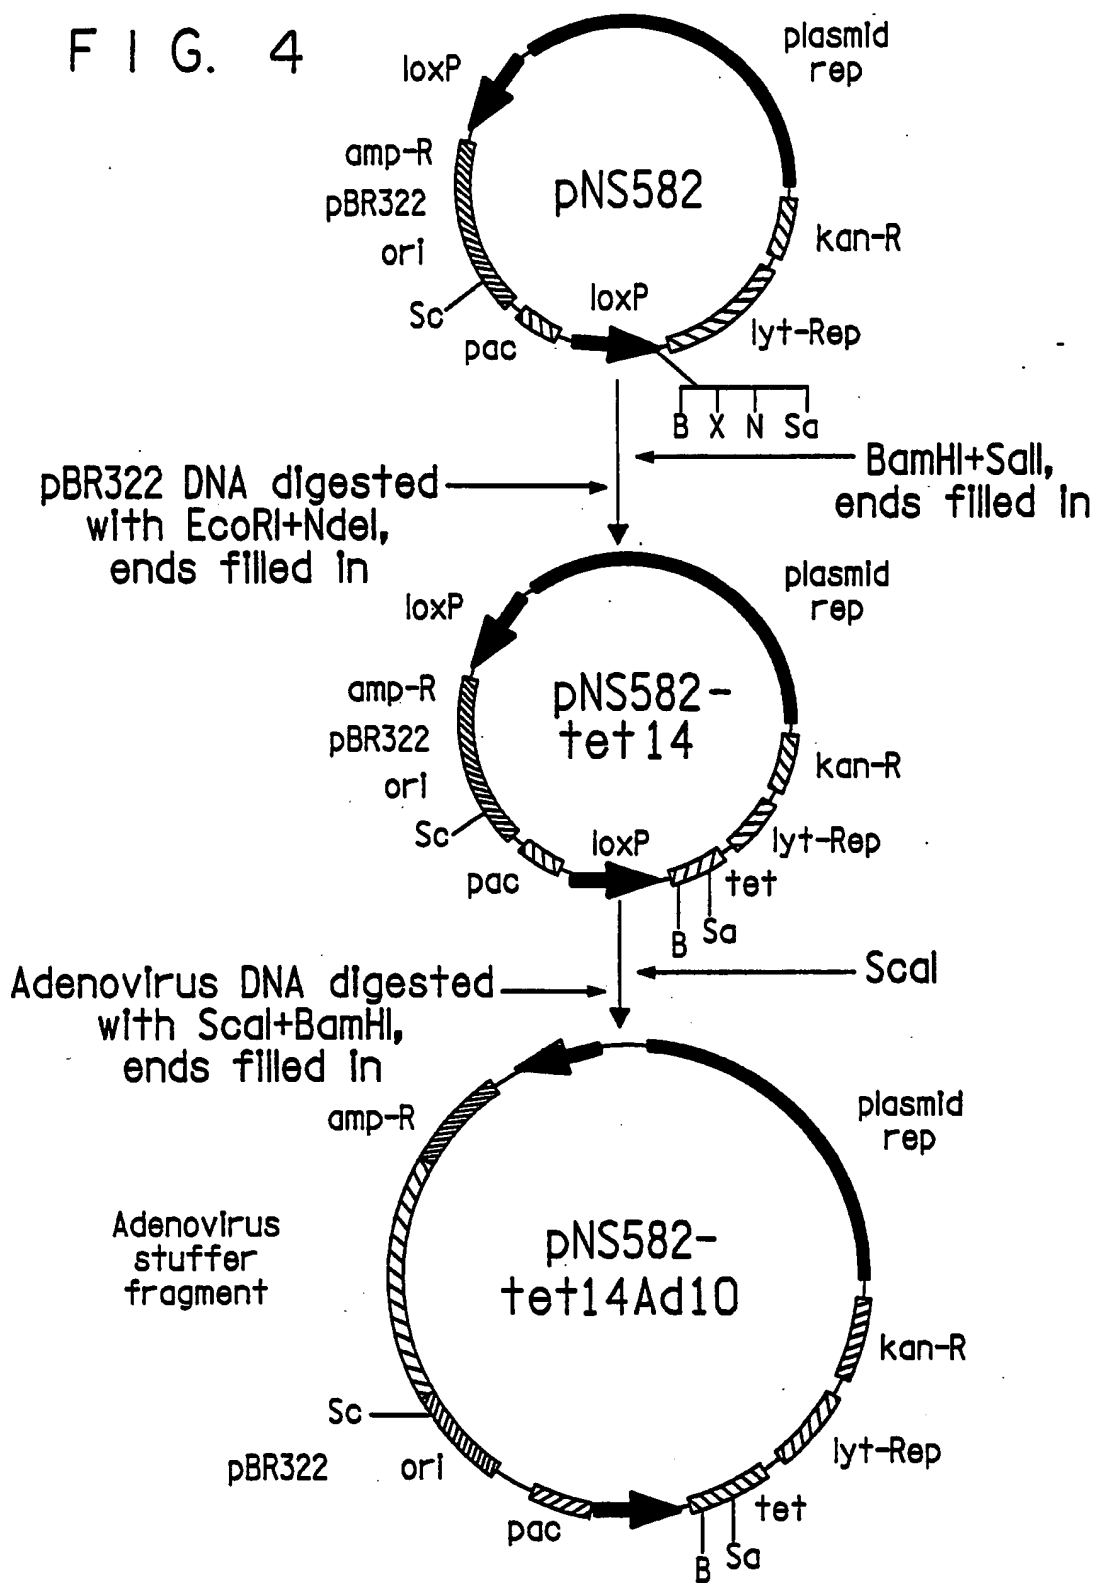 FIG. 4
plasmid
rep
loxP
amp-R
pBR322
ori
pNS582
kan-R
Sc
loxP
pac
lyt-Rep
B X N Sa
BamHI+SalI,
ends filled in
pBR322 DNA digested
with EcoRI+NdeI,
ends filled in
plasmid
rep
loxP
amp-R
pBR322
ori
pNS582-
tet14
kan-R
Sc
loxP
lyt-Rep
pac
tet
B
Sa
ScaI
Adenovirus DNA digested
with ScaI+BamHI,
ends filled in
amp-R
plasmid
rep
Adenovirus
stuffer
fragment
pNS582-
tet14Ad10
kan-R
Sc
pBR322
ori
lyt-Rep
pac
tet
B
Sa